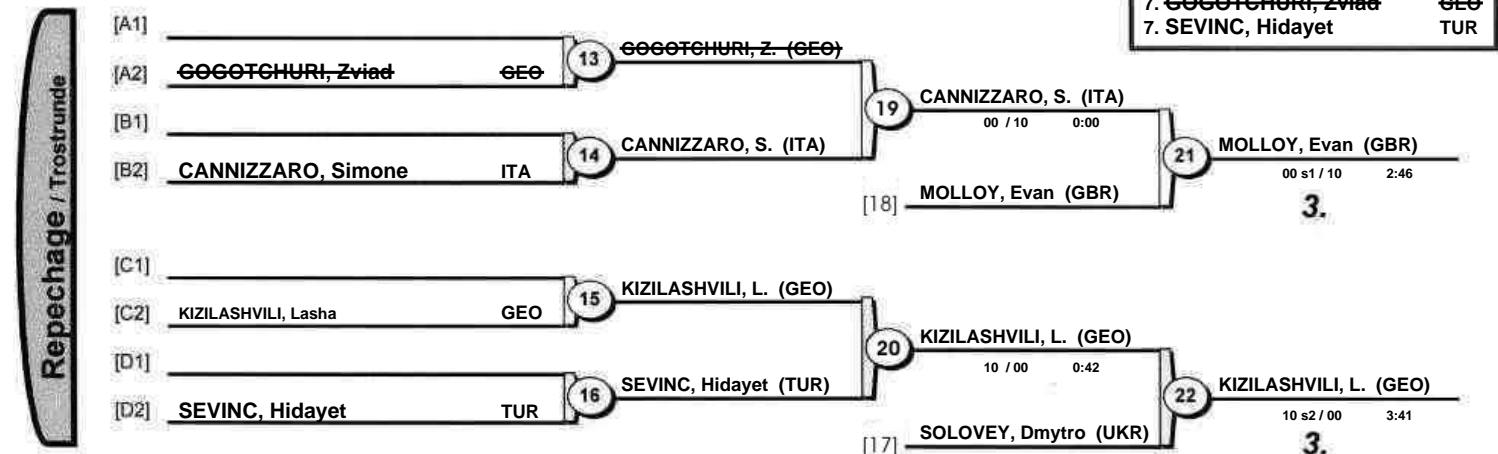 7. GOGOTCHURI, Zviad GEO
7. SEVINC, Hidayet TUR
Repechage / Trostrunde
[A1]
[A2] GOGOTCHURI, Zviad GEO
13
GOGOTCHURI, Z. (GEO)
[B1]
[B2] CANNIZZARO, Simone ITA
14
CANNIZZARO, S. (ITA)
19
CANNIZZARO, S. (ITA)
00 / 10 0:00
[18] MOLLOY, Evan (GBR)
21
MOLLOY, Evan (GBR)
00 s1 / 10 2:46
3.
[C1]
[C2] KIZILASHVILI, Lasha GEO
15
KIZILASHVILI, L. (GEO)
[D1]
[D2] SEVINC, Hidayet TUR
16
SEVINC, Hidayet (TUR)
20
KIZILASHVILI, L. (GEO)
10 / 00 0:42
[17] SOLOVEY, Dmytro (UKR)
22
KIZILASHVILI, L. (GEO)
10 s2 / 00 3:41
3.